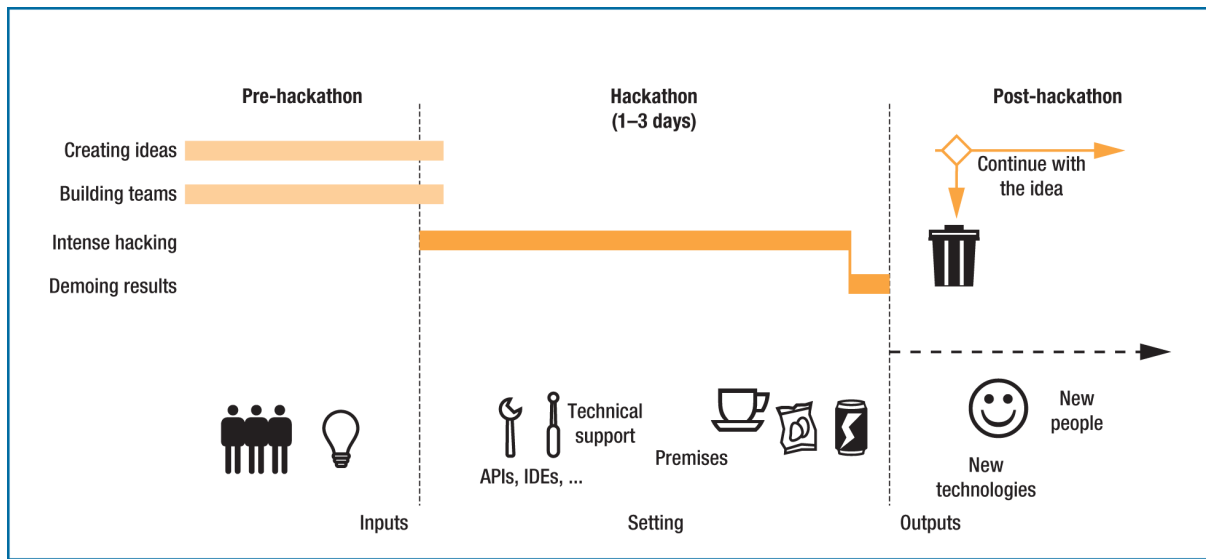 Pre-hackathon
Hackathon
(1–3 days)
Post-hackathon
Creating ideas
Building teams
Intense hacking
Demoing results
Continue with
the idea
Technical
support
APIs, IDEs, ...
Premises
New
people
New
technologies
Inputs
Setting
Outputs